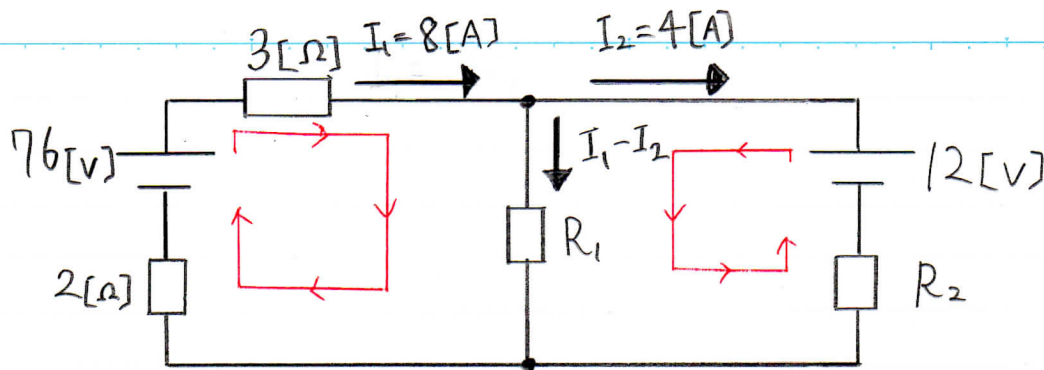 3[Ω] I₁=8[A] I₂=4[A]
76[V] I₁-I₂ 12[V]
2[Ω] R₁ R₂